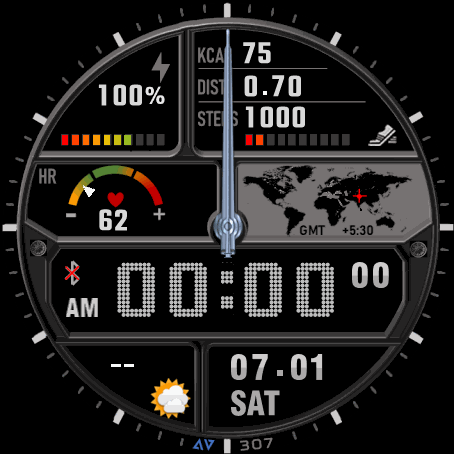 100%
KCAL 75
DIST 0.70
STEPS 1000
HR
- 62 +
GMT +5:30
00:00 00
AM
--
07.01
SAT
307